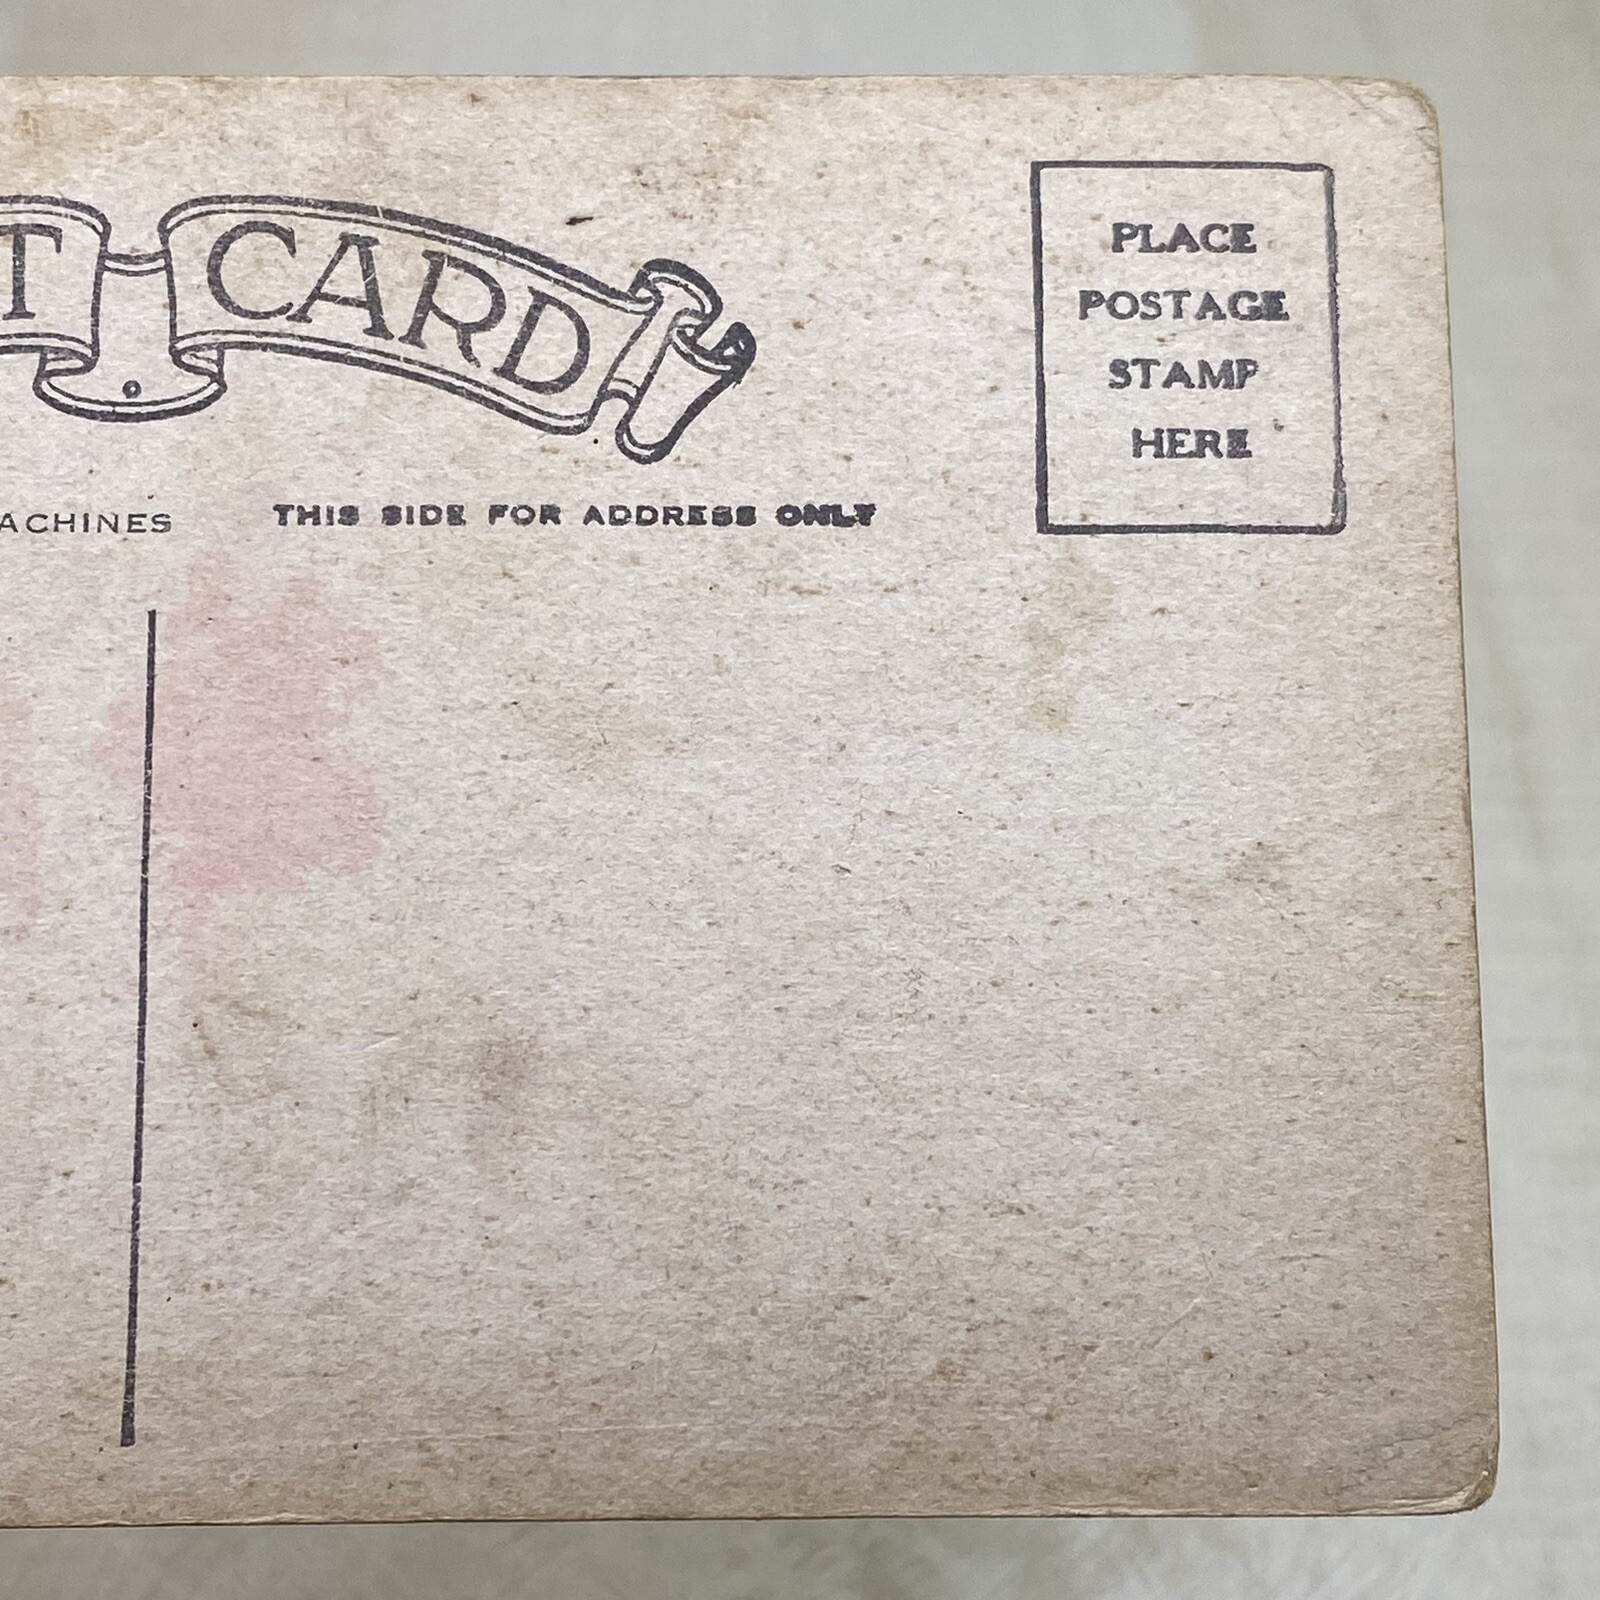 T CARD
PLACE
POSTAGE
STAMP
HERE
ACHINES
THIS SIDE FOR ADDRESS ONLY